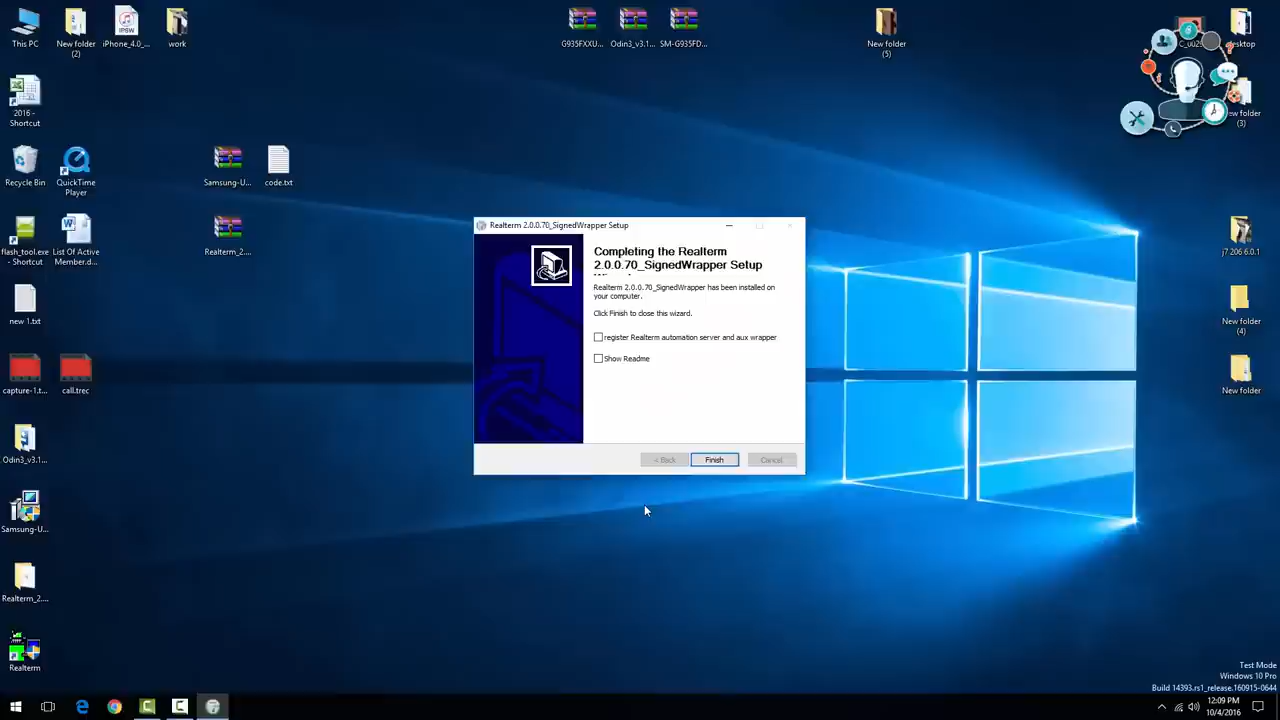 This PC
New folder
(2)
iPhone_4.0_...
work
G935FXXU...
Odin3_v3.1...
SM-G935FD...
New folder
(5)
2016 -
Shortcut
Recycle Bin
QuickTime
Player
Samsung-U...
code.txt
flash_tool.exe
- Shortcut
List Of Active
Member.d...
Realterm_2....
new 1.txt
capture-1.t...
call.trec
Odin3_v3.1...
Samsung-U...
Realterm_2....
Realterm
Realterm 2.0.0.70_SignedWrapper Setup
Completing the Realterm
2.0.0.70_SignedWrapper Setup
Realterm 2.0.0.70_SignedWrapper has been installed on
your computer.
Click Finish to close this wizard.
register Realterm automation server and aux wrapper
Show Readme
< Back
Finish
Cancel
(3)
j7 206 6.0.1
New folder
(4)
New folder
Test Mode
Windows 10 Pro
Build 14393.rs1_release.160915-0644
12:09 PM
10/4/2016